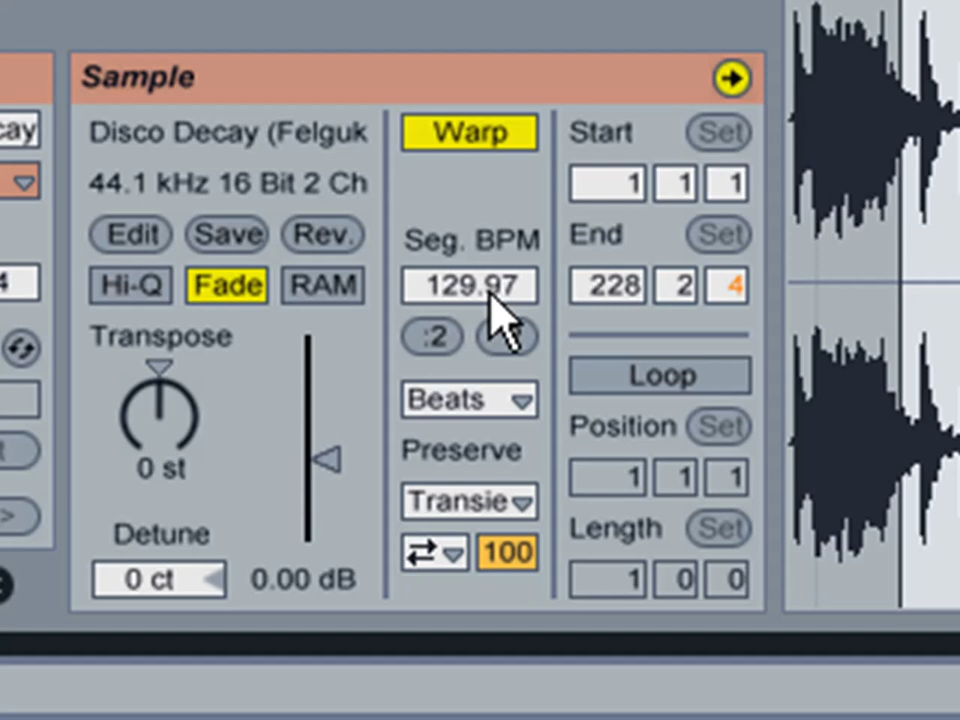 Sample
cay
Disco Decay (Felguk
44.1 kHz 16 Bit 2 Ch
Edit Save Rev.
Hi-Q Fade RAM
Transpose
0 st
Detune
0 ct 0.00 dB
Warp
Seg. BPM
129.97
:2
Beats
Preserve
Transie
100
Start Set
1 1 1
End Set
228 2 4
Loop
Position Set
1 1 1
Length Set
1 0 0
4
t
>